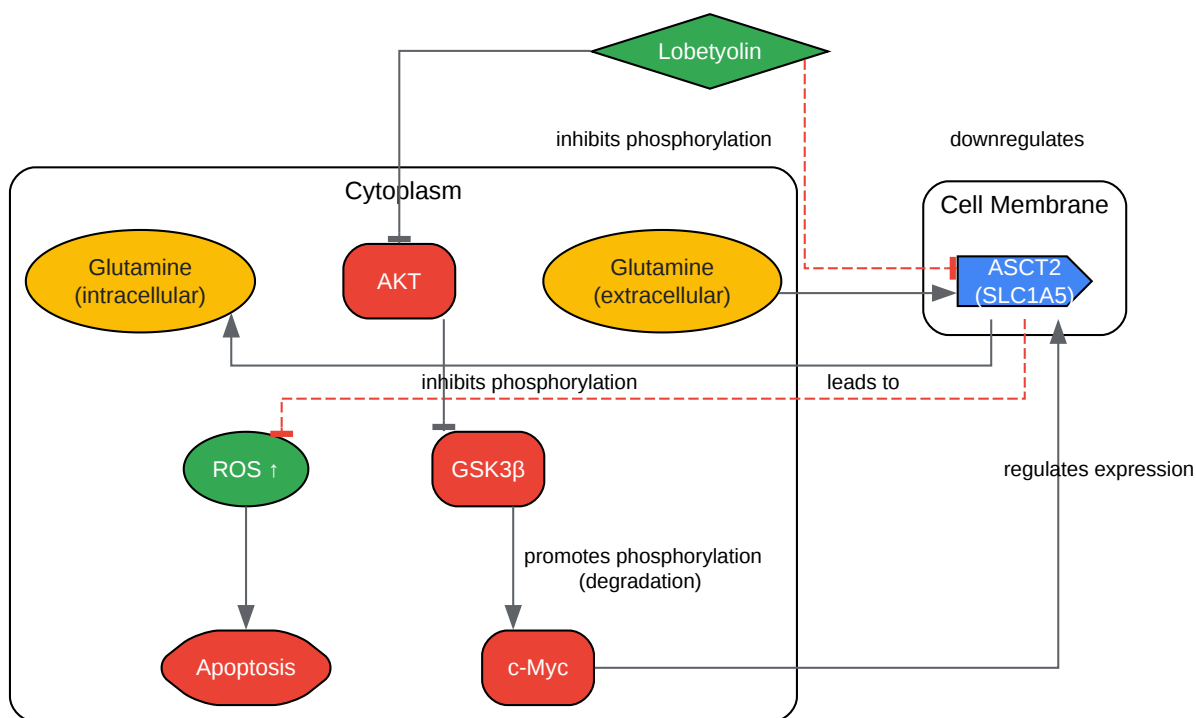 Lobetyolin
inhibits phosphorylation
downregulates
Cytoplasm
Cell Membrane
Glutamine
(intracellular)
AKT
Glutamine
(extracellular)
ASCT2
(SLC1A5)
inhibits phosphorylation
leads to
ROS ↑
GSK3β
regulates expression
promotes phosphorylation
(degradation)
Apoptosis
c-Myc